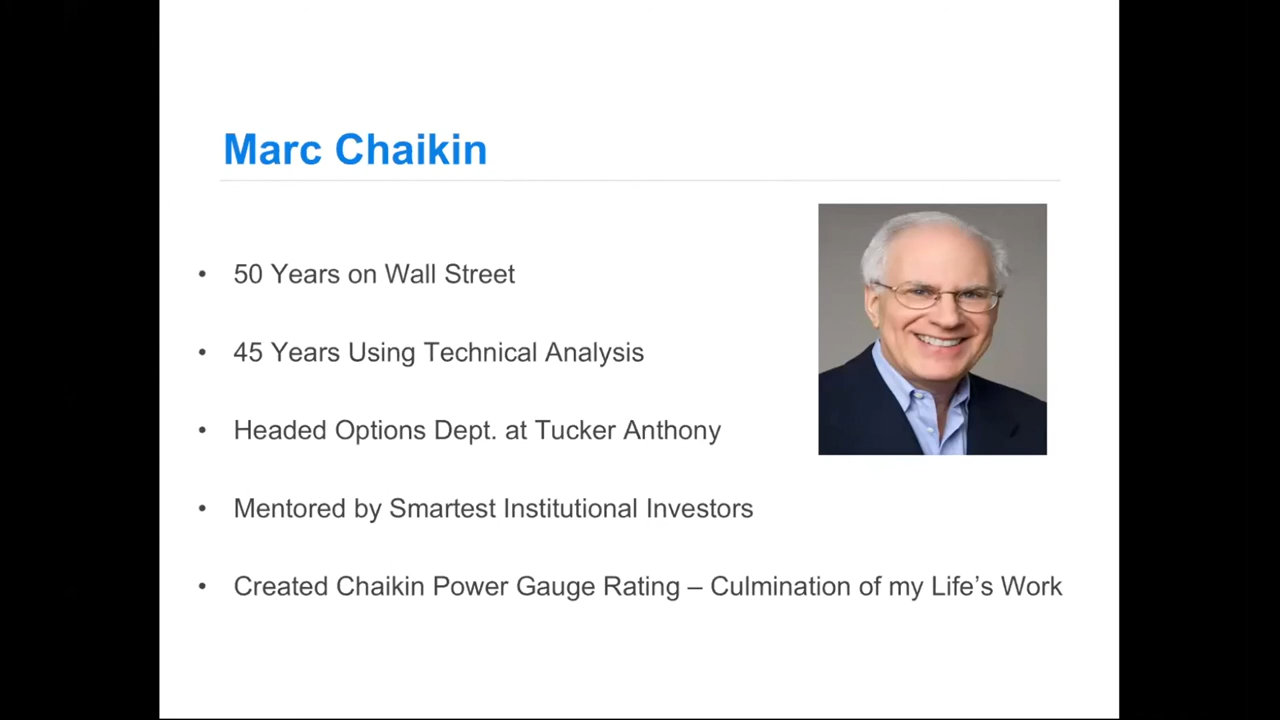 Marc Chaikin
• 50 Years on Wall Street
• 45 Years Using Technical Analysis
• Headed Options Dept. at Tucker Anthony
• Mentored by Smartest Institutional Investors
• Created Chaikin Power Gauge Rating – Culmination of my Life’s Work